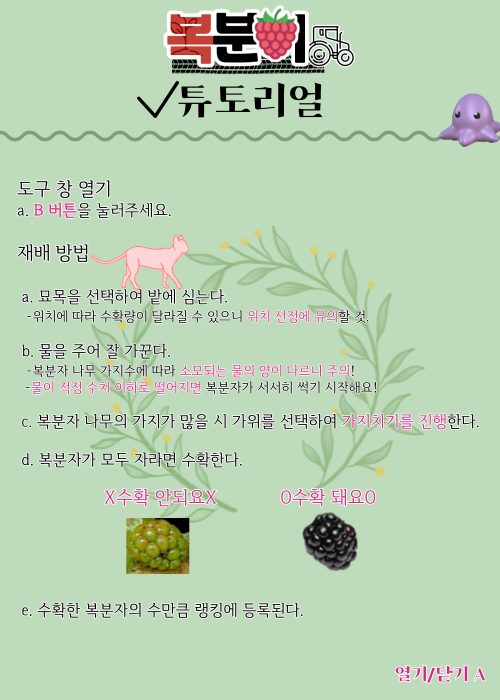 복분이
튜토리얼
도구 창 열기
a. B 버튼을 눌러주세요.
재배 방법
a. 묘목을 선택하여 밭에 심는다.
-위치에 따라 수확량이 달라질 수 있으니 위치 선정에 유의할 것.
b. 물을 주어 잘 가꾼다.
-복분자 나무 가지수에 따라 소모되는 물의 양이 다르니 주의!
-물이 적정 수치 이하로 떨어지면 복분자가 서서히 썩기 시작해요!
c. 복분자 나무의 가지가 많을 시 가위를 선택하여 가지치기를 진행한다.
d. 복분자가 모두 자라면 수확한다.
X수확 안되요X
O수확 돼요O
e. 수확한 복분자의 수만큼 랭킹에 등록된다.
열기/닫기 A